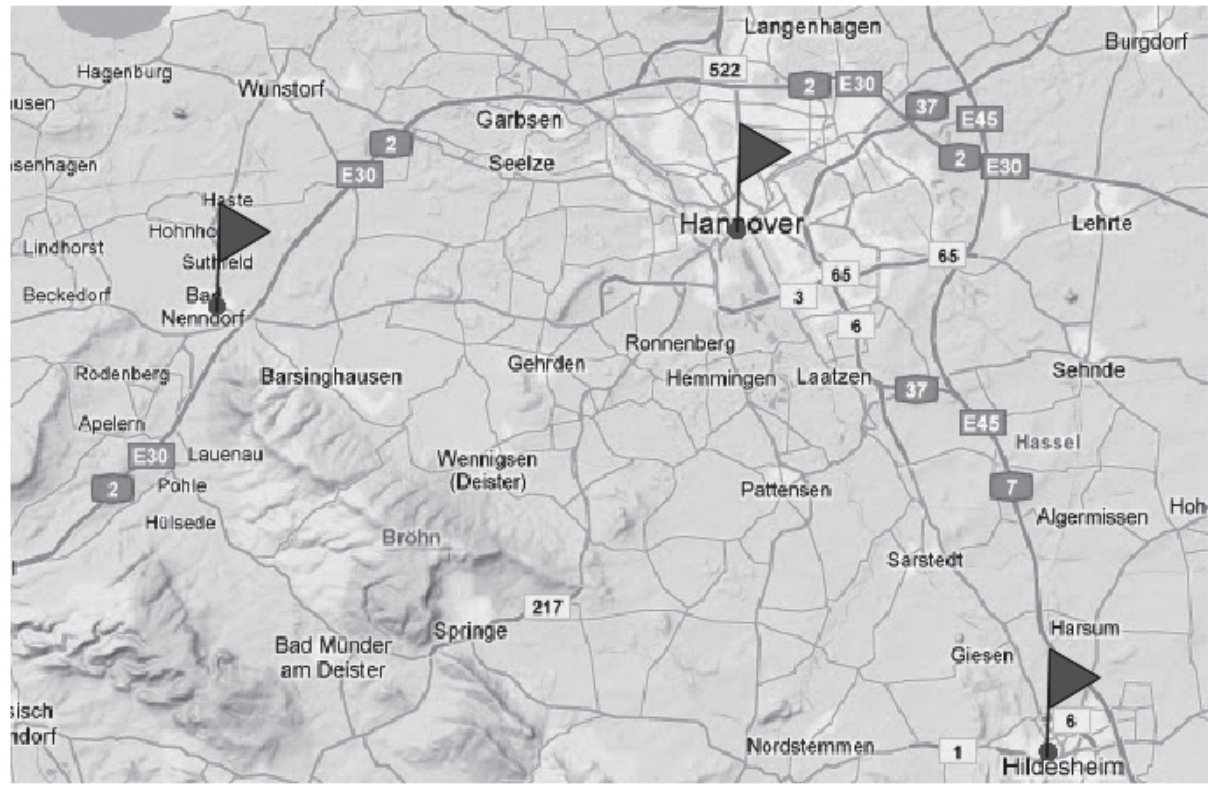 Langenhagen
Burgdorf
Hagenburg
522
Wunstorf
2
E30
37
Garbsen
E45
2
Seelze
2
E30
E30
Haste
Hannover
Lehrte
Lindhorst
Suthfeld
65
65
Beckedorf
Bad
Nenndorf
3
6
Ronnenberg
Gehrden
Rodenberg
Barsinghausen
Hemmingen
Laatzen
Sehnde
37
Apelern
E45
Hassel
E30
Lauenau
Wennigsen
(Deister)
2
Pohle
Pattensen
7
Hülsede
Algermissen
Bröhn
Sarstedt
217
Springe
Harsum
Bad Münder
am Deister
Giesen
6
Nordstemmen
1
Hildesheim